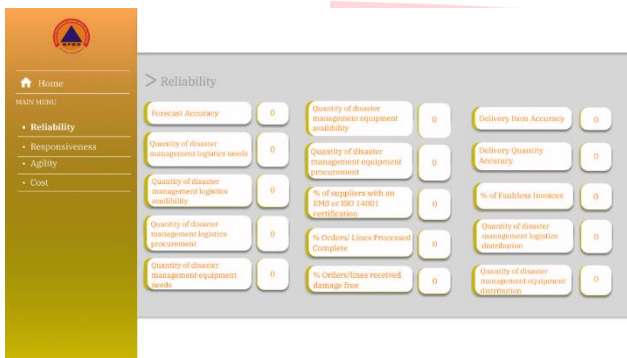 BPBD
Home
MAIN MENU
• Reliability
• Responsiveness
• Agility
• Cost
> Reliability
Forecast Accuracy
0
Quantity of disaster
management logistics needs
0
Quantity of disaster
management logistics
availibility
0
Quantity of disaster
management logistics
procurement
0
Quantity of disaster
management equipment
needs
0
Quantity of disaster
management equipment
availibility
0
Quantity of disaster
management equipment
procurement
0
% of suppliers with an
EMS or ISO 14001
certification
0
% Orders/ Lines Processed
Complete
0
% Orders/lines received
damage free
0
Delivery Item Accuracy
0
Delivery Quantity
Accuracy
0
% of Faultless Invoices
0
Quantity of disaster
management logistics
distribution
0
Quantity of disaster
management equipment
distribution
0